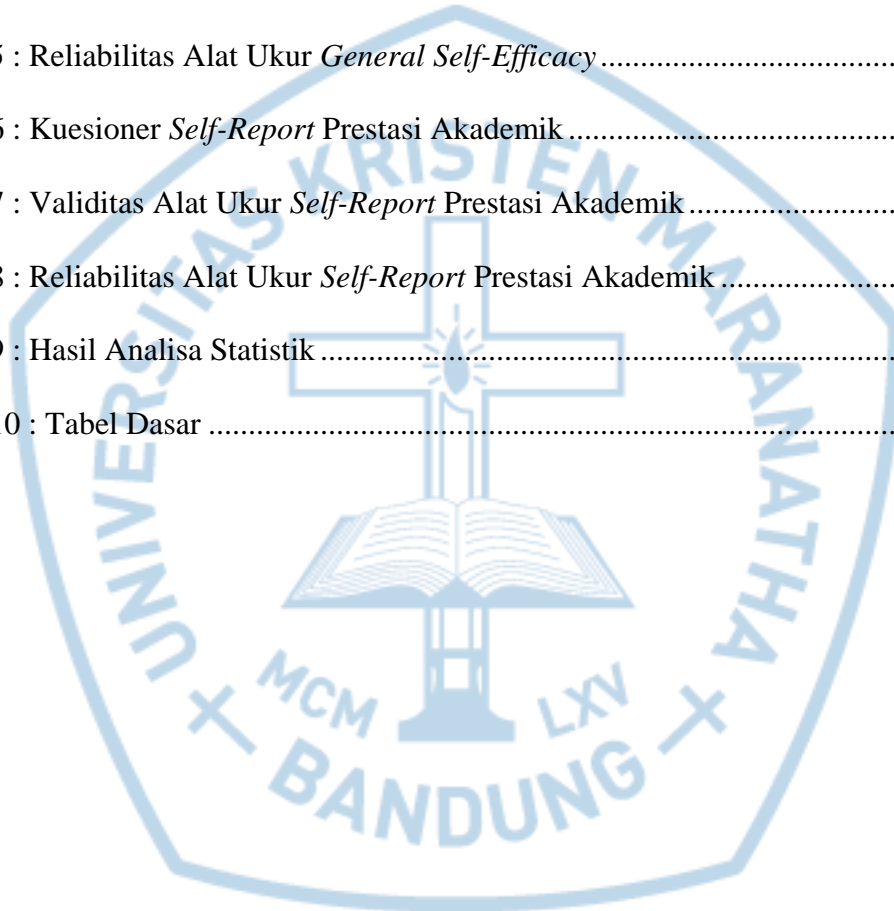 5 : Reliabilitas Alat Ukur General Self-Efficacy ....................................
6 : Kuesioner Self-Report Prestasi Akademik ........................................
7 : Validitas Alat Ukur Self-Report Prestasi Akademik .........................
8 : Reliabilitas Alat Ukur Self-Report Prestasi Akademik .....................
9 : Hasil Analisa Statistik ......................................................................
10 : Tabel Dasar .....................................................................................
UNIVERSITAS KRISTEN MARANATHA
MCM LXV
BANDUNG